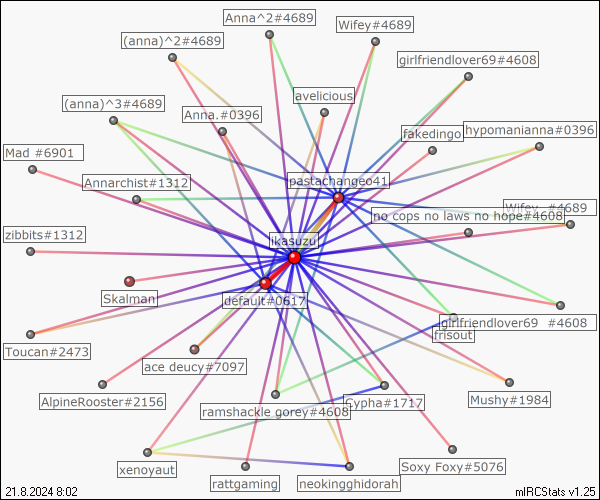 Anna^2#4689
Wifey#4689
(anna)^2#4689
girlfriendlover69#4608
avelicious
(anna)^3#4689
Anna.#0396
fakedingo
hypomanianna#0396
Mad #6901
Annarchist#1312
pastachangeo41
Wifey #4689
no cops no laws no hope#4608
zibbits#1312
ikasuzu
Skalman
default#0617
girlfriendlover69 #4608
frisout
Toucan#2473
ace deucy#7097
AlpineRooster#2156
Mushy#1984
Cypha#1717
ramshackle gorey#4608
xenoyaut
Soxy Foxy#5076
rattgaming
neokingghidorah
21.8.2024 8:02
mIRCStats v1.25